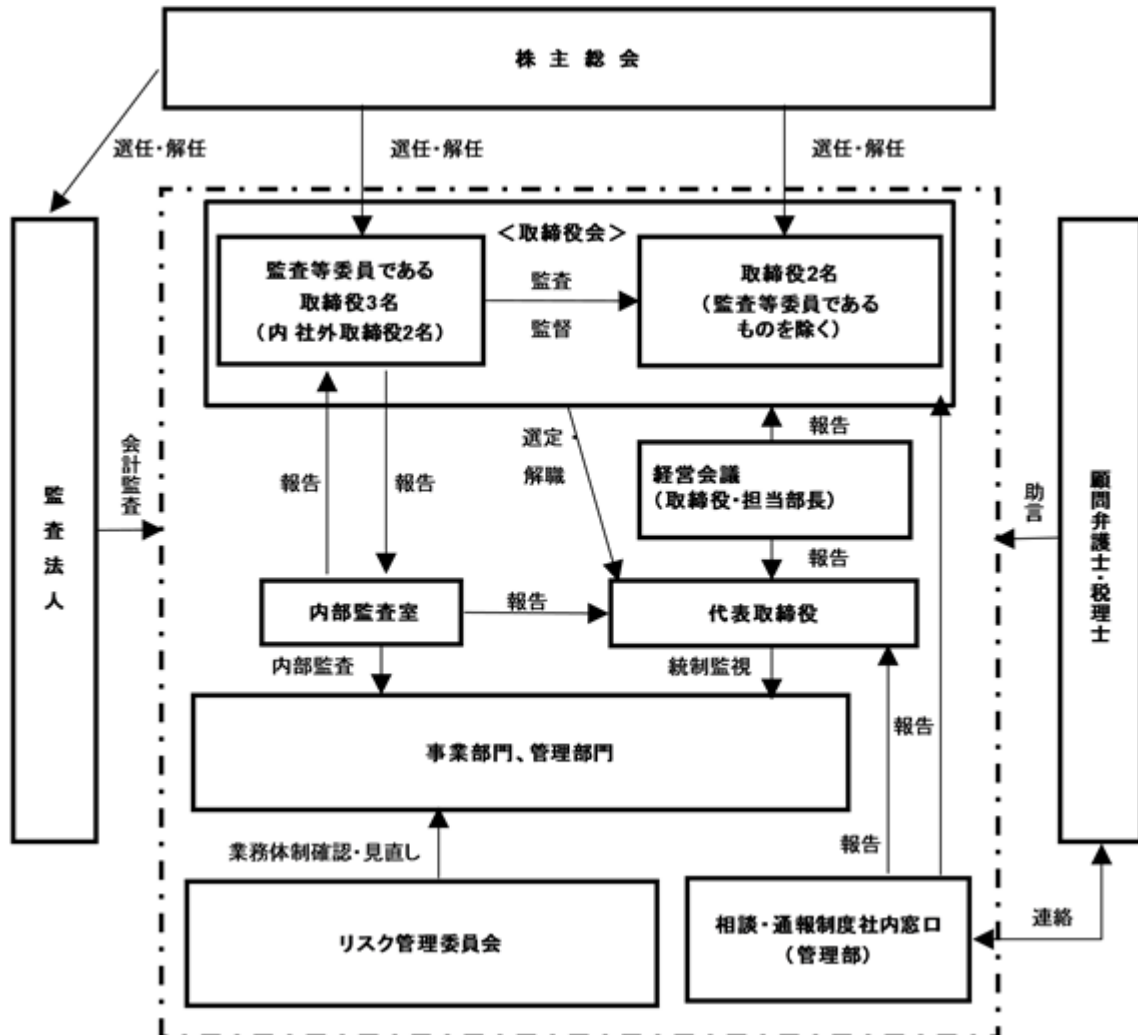 株主総会
選任・解任
選任・解任
選任・解任
＜取締役会＞
監査等委員である
取締役3名
（内 社外取締役2名）
監査
監督
取締役2名
（監査等委員である
ものを除く）
監査法人
会計監査
報告
報告
選定・
解職
報告
経営会議
（取締役・担当部長）
報告
助言
顧問弁護士・税理士
内部監査室
報告
代表取締役
内部監査
統制監視
事業部門、管理部門
報告
業務体制確認・見直し
報告
リスク管理委員会
相談・通報制度社内窓口
（管理部）
連絡